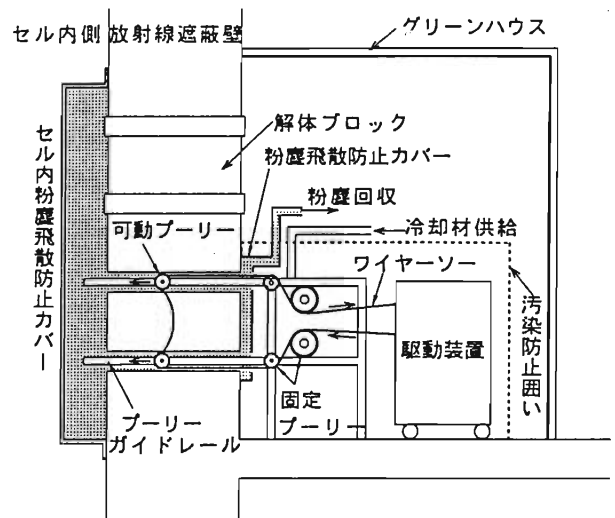 グリーンハウス
セル内側 放射線遮蔽壁
解体ブロック
粉塵飛散防止カバー
粉塵回収
冷却材供給
可動プーリー
ワイヤーソー
セル内粉塵飛散防止カバー
汚染防止囲い
駆動装置
固定
プーリー
プーリー
ガイドレール